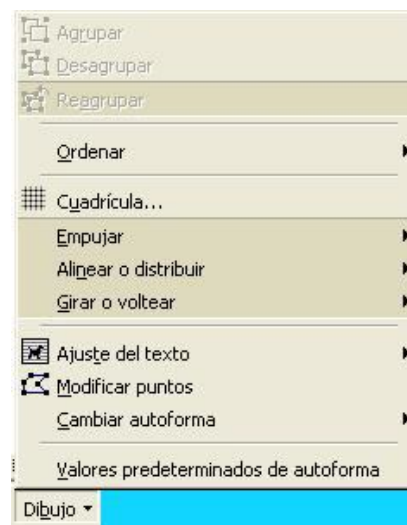 Agrupar
Desagrupar
Reagrupar
Ordenar
Cuadrícula...
Empujar
Alinear o distribuir
Girar o voltear
Ajuste del texto
Modificar puntos
Cambiar autoforma
Valores predeterminados de autoforma
Dibujo